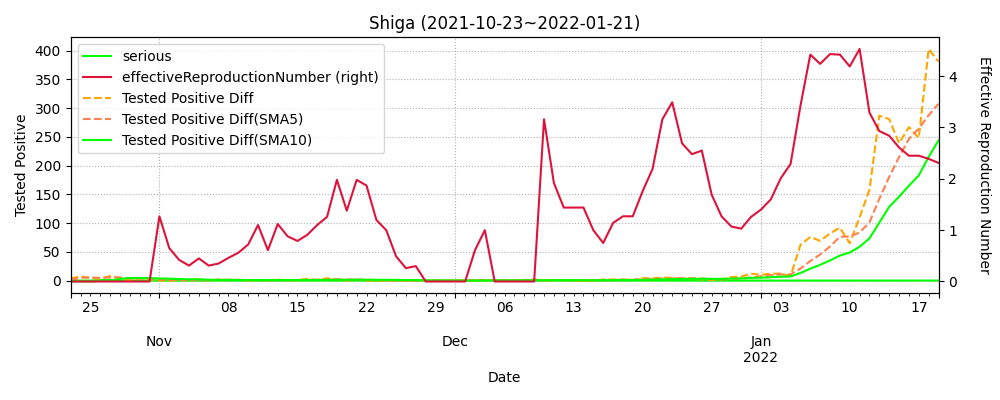 Shiga (2021-10-23~2022-01-21)
serious
effectiveReproductionNumber (right)
Tested Positive Diff
Tested Positive Diff(SMA5)
Tested Positive Diff(SMA10)
Tested Positive
400
350
300
250
200
150
100
50
0
Effective Reproduction Number
4
3
2
1
0
25 08 15 22 29 06 13 20 27 03 10 17
Nov Dec Jan
2022
Date